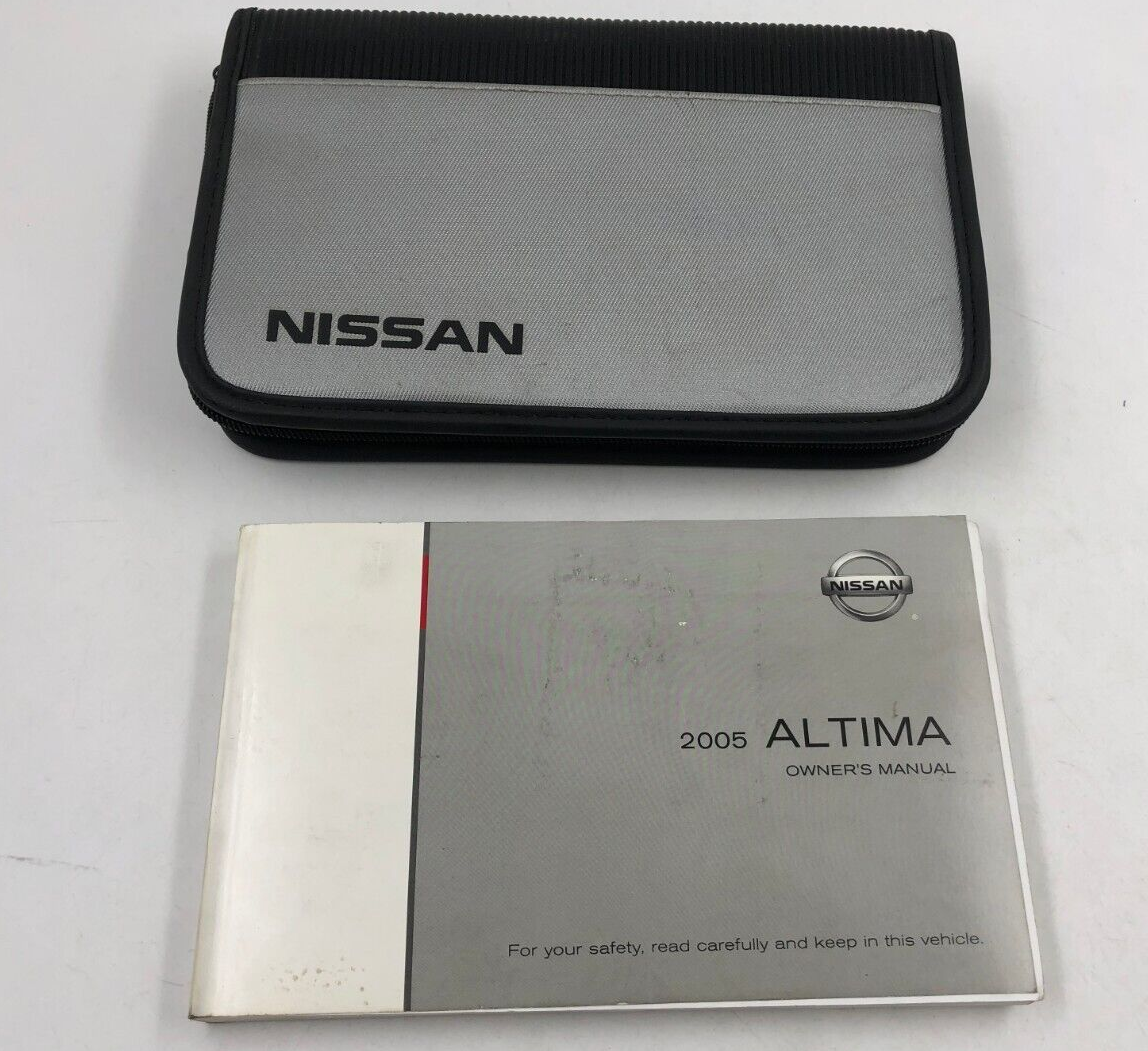 NISSAN
NISSAN
2005 ALTIMA
OWNER'S MANUAL
For your safety, read carefully and keep in this vehicle.